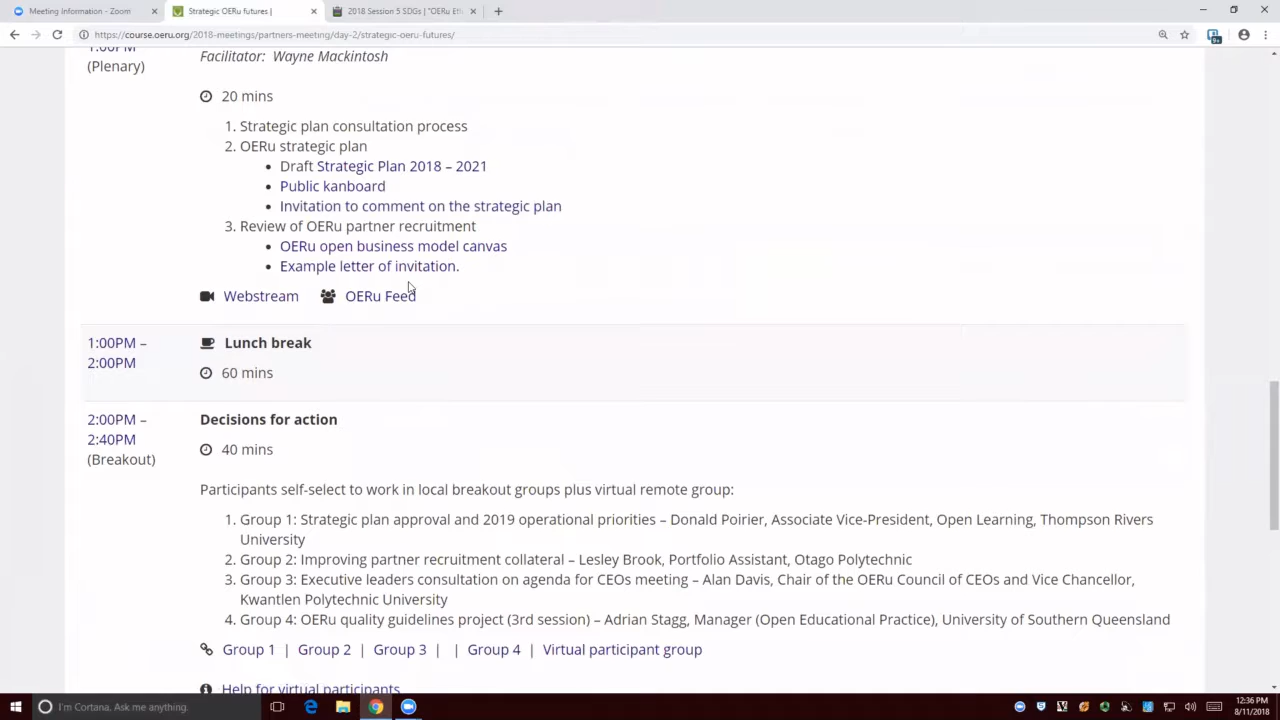 Meeting Information - Zoom
Strategic OERu futures |
2018 Session 5 SDGs | "OERu Eff
https://course.oeru.org/2018-meetings/partners-meeting/day-2/strategic-oeru-futures/
1:00PM
(Plenary)
Facilitator: Wayne Mackintosh
20 mins
1. Strategic plan consultation process
2. OERu strategic plan
• Draft Strategic Plan 2018 – 2021
• Public kanboard
• Invitation to comment on the strategic plan
3. Review of OERu partner recruitment
• OERu open business model canvas
• Example letter of invitation.
Webstream OERu Feed
1:00PM –
2:00PM
Lunch break
60 mins
2:00PM –
2:40PM
(Breakout)
Decisions for action
40 mins
Participants self-select to work in local breakout groups plus virtual remote group:
1. Group 1: Strategic plan approval and 2019 operational priorities – Donald Poirier, Associate Vice-President, Open Learning, Thompson Rivers
University
2. Group 2: Improving partner recruitment collateral – Lesley Brook, Portfolio Assistant, Otago Polytechnic
3. Group 3: Executive leaders consultation on agenda for CEOs meeting – Alan Davis, Chair of the OERu Council of CEOs and Vice Chancellor,
Kwantlen Polytechnic University
4. Group 4: OERu quality guidelines project (3rd session) – Adrian Stagg, Manager (Open Educational Practice), University of Southern Queensland
Group 1 | Group 2 | Group 3 | | Group 4 | Virtual participant group
Help for virtual participants
I'm Cortana. Ask me anything.
12:36 PM
8/11/2018